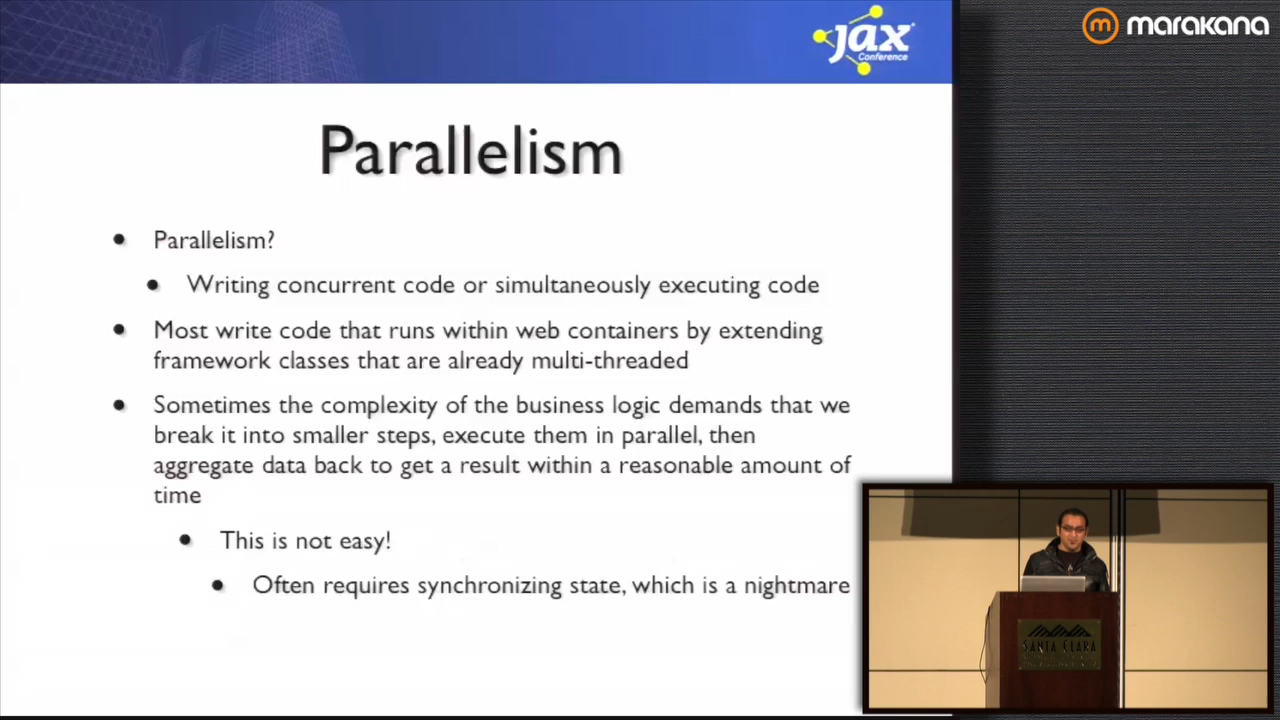 jax
Conference
marakana
Parallelism
• Parallelism?
• Writing concurrent code or simultaneously executing code
• Most write code that runs within web containers by extending
framework classes that are already multi-threaded
• Sometimes the complexity of the business logic demands that we
break it into smaller steps, execute them in parallel, then
aggregate data back to get a result within a reasonable amount of
time
• This is not easy!
• Often requires synchronizing state, which is a nightmare
SANTA CLARA